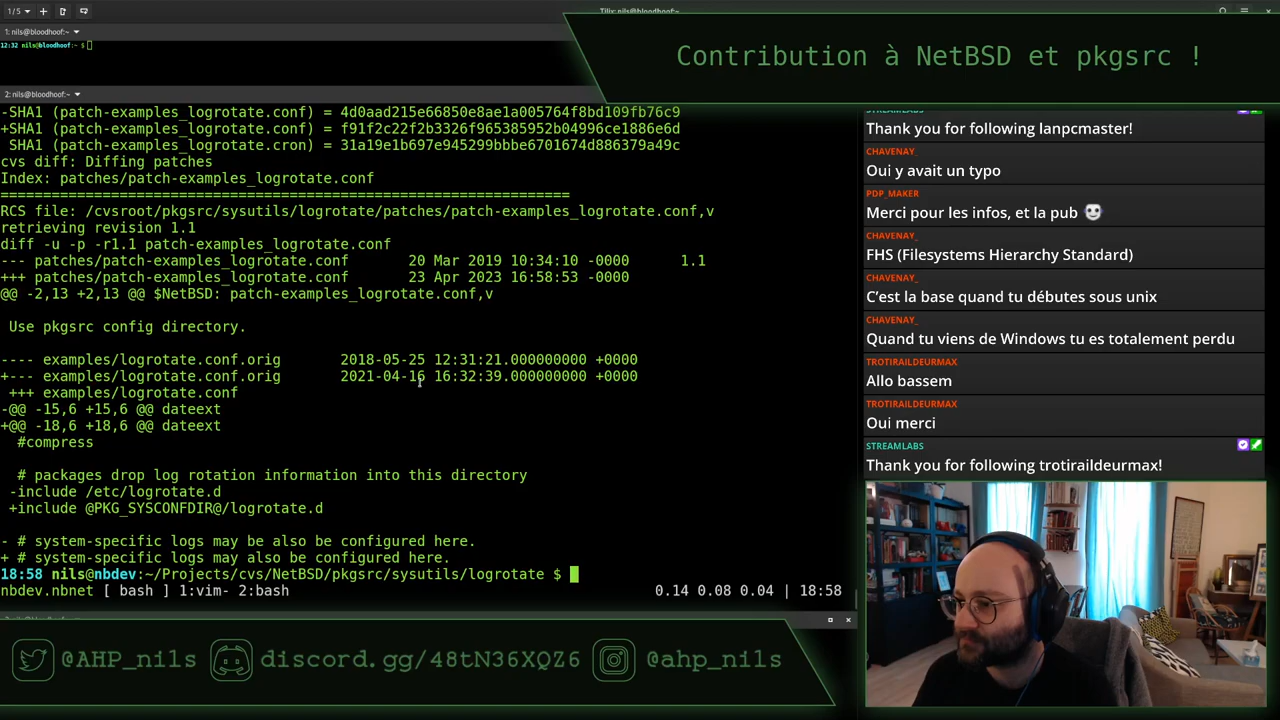 1/5
Tilix: nils@bloodhoof:~
1: nils@bloodhoof:~
12:32 nils@bloodhoof:~ $
Contribution à NetBSD et pkgsrc !
2: nils@bloodhoof:~
-SHA1 (patch-examples_logrotate.conf) = 4d0aad215e66850e8ae1a005764f8bd109fb76c9
+SHA1 (patch-examples_logrotate.conf) = f91f2c22f2b3326f965385952b04996ce1886e6d
 SHA1 (patch-examples_logrotate.cron) = 31a19e1b697e945299bbbe6701674d886379a49c
cvs diff: Diffing patches
Index: patches/patch-examples_logrotate.conf
===================================================================
RCS file: /cvsroot/pkgsrc/sysutils/logrotate/patches/patch-examples_logrotate.conf,v
retrieving revision 1.1
diff -u -p -r1.1 patch-examples_logrotate.conf
--- patches/patch-examples_logrotate.conf       20 Mar 2019 10:34:10 -0000      1.1
+++ patches/patch-examples_logrotate.conf       23 Apr 2023 16:58:53 -0000
@@ -2,13 +2,13 @@ $NetBSD: patch-examples_logrotate.conf,v
 Use pkgsrc config directory.
---- examples/logrotate.conf.orig       2018-05-25 12:31:21.000000000 +0000
+--- examples/logrotate.conf.orig       2021-04-16 16:32:39.000000000 +0000
 +++ examples/logrotate.conf
-@@ -15,6 +15,6 @@ dateext
+@@ -18,6 +18,6 @@ dateext
  #compress
  # packages drop log rotation information into this directory
 -include /etc/logrotate.d
 +include @PKG_SYSCONFDIR@/logrotate.d
- # system-specific logs may be also be configured here.
+ # system-specific logs may also be configured here.
18:58 nils@nbdev:~/Projects/cvs/NetBSD/pkgsrc/sysutils/logrotate $
nbdev.nbnet [ bash ] 1:vim- 2:bash 0.14 0.08 0.04 | 18:58
STREAMLABS
Thank you for following lanpcmaster!
CHAVENAY_
Oui y avait un typo
PDP_MAKER
Merci pour les infos, et la pub
CHAVENAY_
FHS (Filesystems Hierarchy Standard)
CHAVENAY_
C’est la base quand tu débutes sous unix
CHAVENAY_
Quand tu viens de Windows tu es totalement perdu
TROTIRAILDEURMAX
Allo bassem
TROTIRAILDEURMAX
Oui merci
STREAMLABS
Thank you for following trotiraildeurmax!
@AHP_nils discord.gg/48tN36XQZ6 @ahp_nils